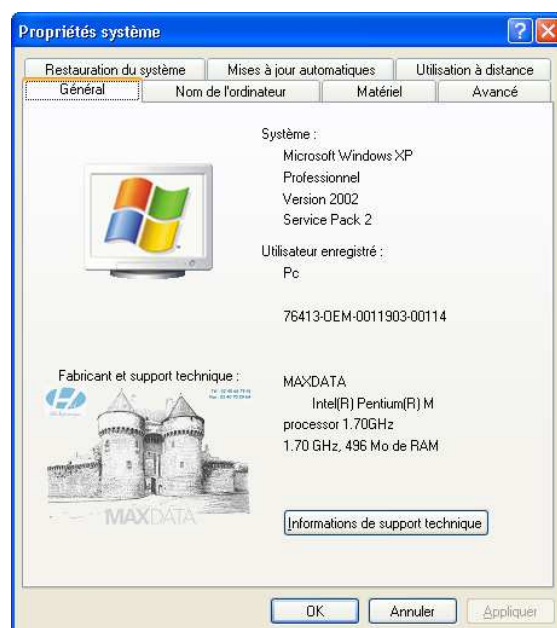 Propriétés système
Restauration du système
Mises à jour automatiques
Utilisation à distance
Général
Nom de l'ordinateur
Matériel
Avancé
Système :
Microsoft Windows XP
Professionnel
Version 2002
Service Pack 2
Utilisateur enregistré :
Pc
76413-OEM-0011903-00114
Fabricant et support technique :
MAXDATA
Intel(R) Pentium(R) M
processor 1.70GHz
1.70 GHz, 496 Mo de RAM
MAXDATA
Informations de support technique
OK
Annuler
Appliquer